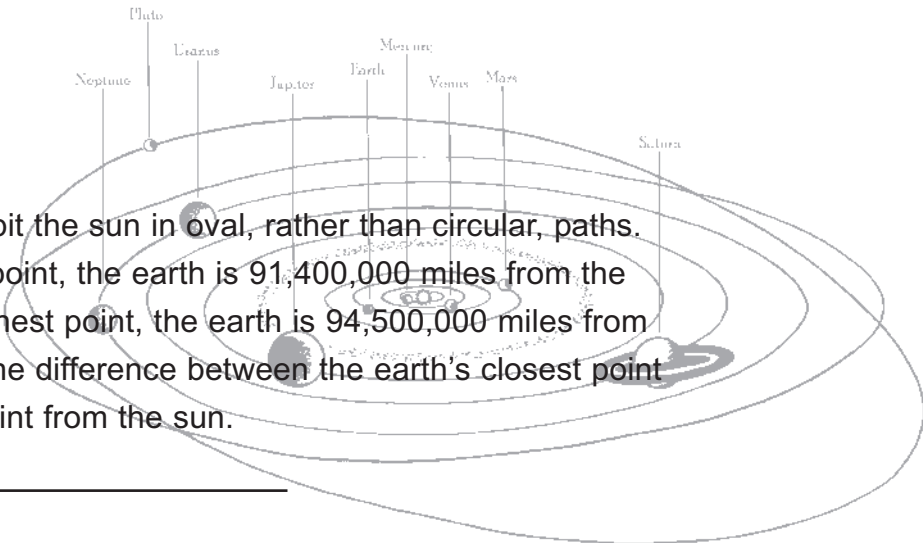 Pluto
Uranus
Mercury
Earth
Neptune
Jupiter
Venus
Mars
Saturn
bit the sun in oval, rather than circular, paths.
point, the earth is 91,400,000 miles from the
hest point, the earth is 94,500,000 miles from
he difference between the earth's closest point
int from the sun.